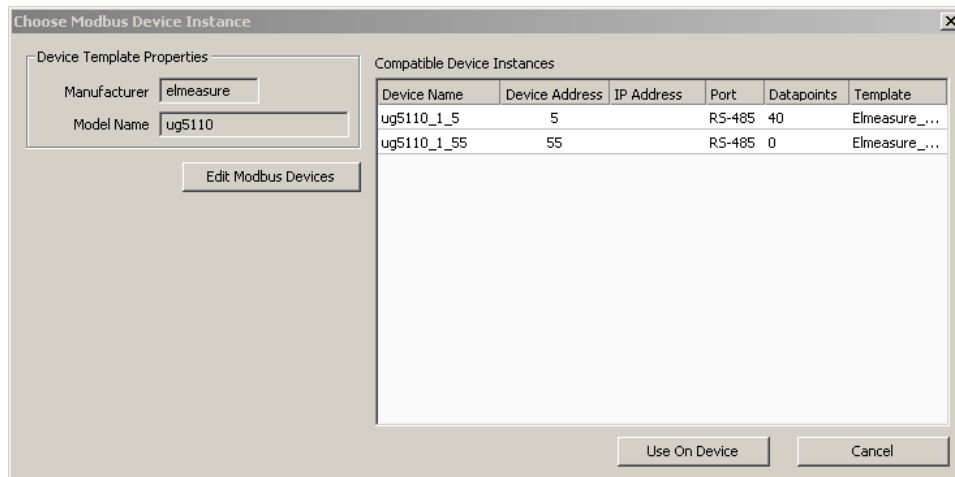 Choose Modbus Device Instance
Device Template Properties
Manufacturer elmeasure
Model Name ug5110
Edit Modbus Devices
Compatible Device Instances
Device Name Device Address IP Address Port Datapoints Template
ug5110_1_5 5 RS-485 40 Elmeasure_...
ug5110_1_55 55 RS-485 0 Elmeasure_...
Use On Device Cancel